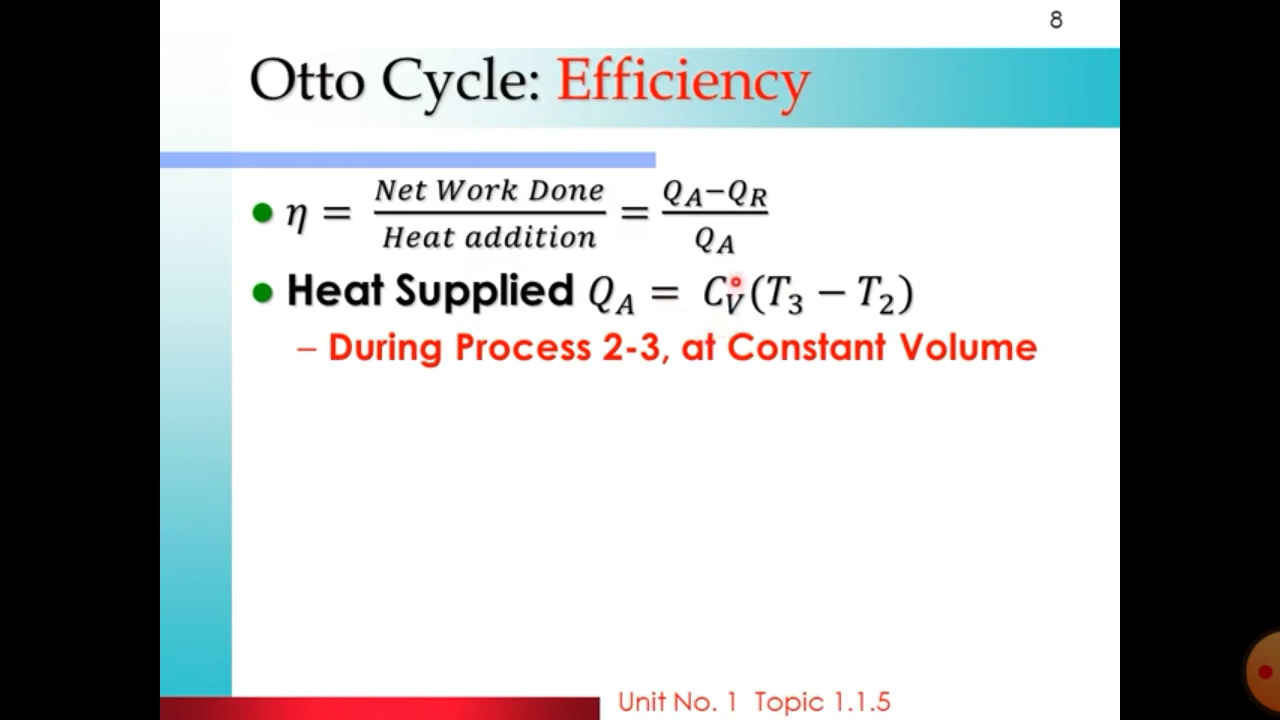 8
Otto Cycle: Efficiency
● η = Net Work Done / Heat addition = Q_A−Q_R / Q_A
● Heat Supplied Q_A = C_V(T_3 − T_2)
– During Process 2-3, at Constant Volume
Unit No. 1 Topic 1.1.5